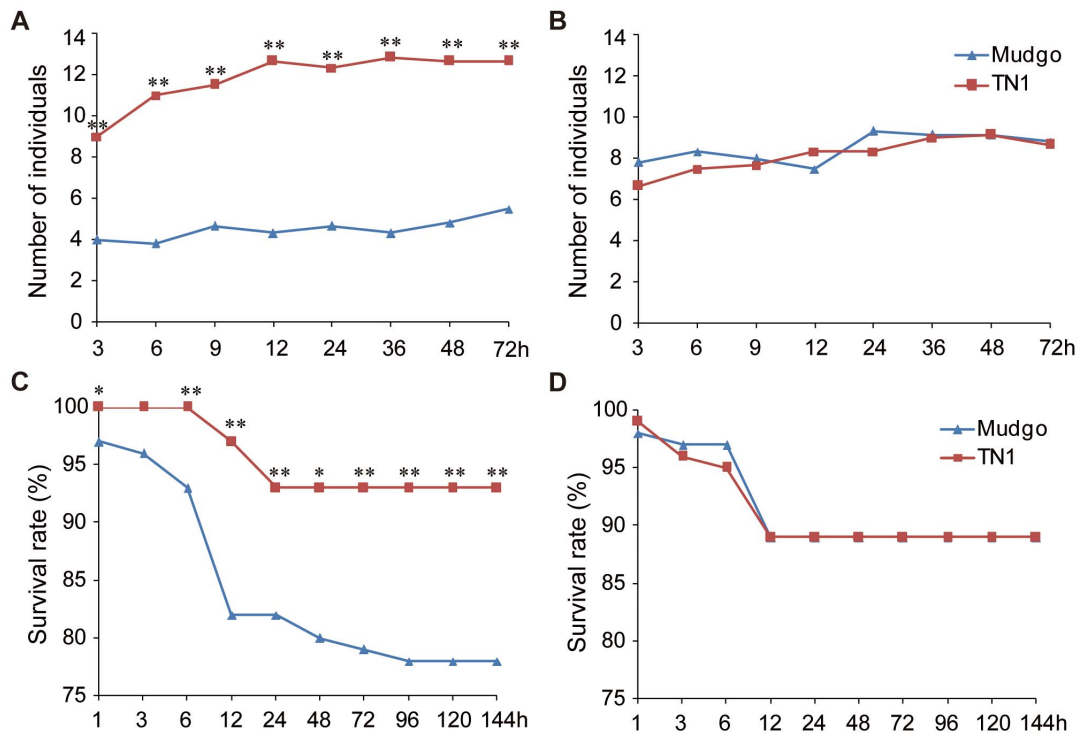 A
Number of individuals
14
12
10
8
6
4
2
0
** ** ** ** ** ** ** **
3 6 9 12 24 36 48 72h
B
Number of individuals
14
12
10
8
6
4
2
0
Mudgo
TN1
3 6 9 12 24 36 48 72h
C
Survival rate (%)
100
95
90
85
80
75
* ** ** ** * ** ** ** **
1 3 6 12 24 48 72 96 120 144h
D
Survival rate (%)
100
95
90
85
80
75
Mudgo
TN1
1 3 6 12 24 48 72 96 120 144h